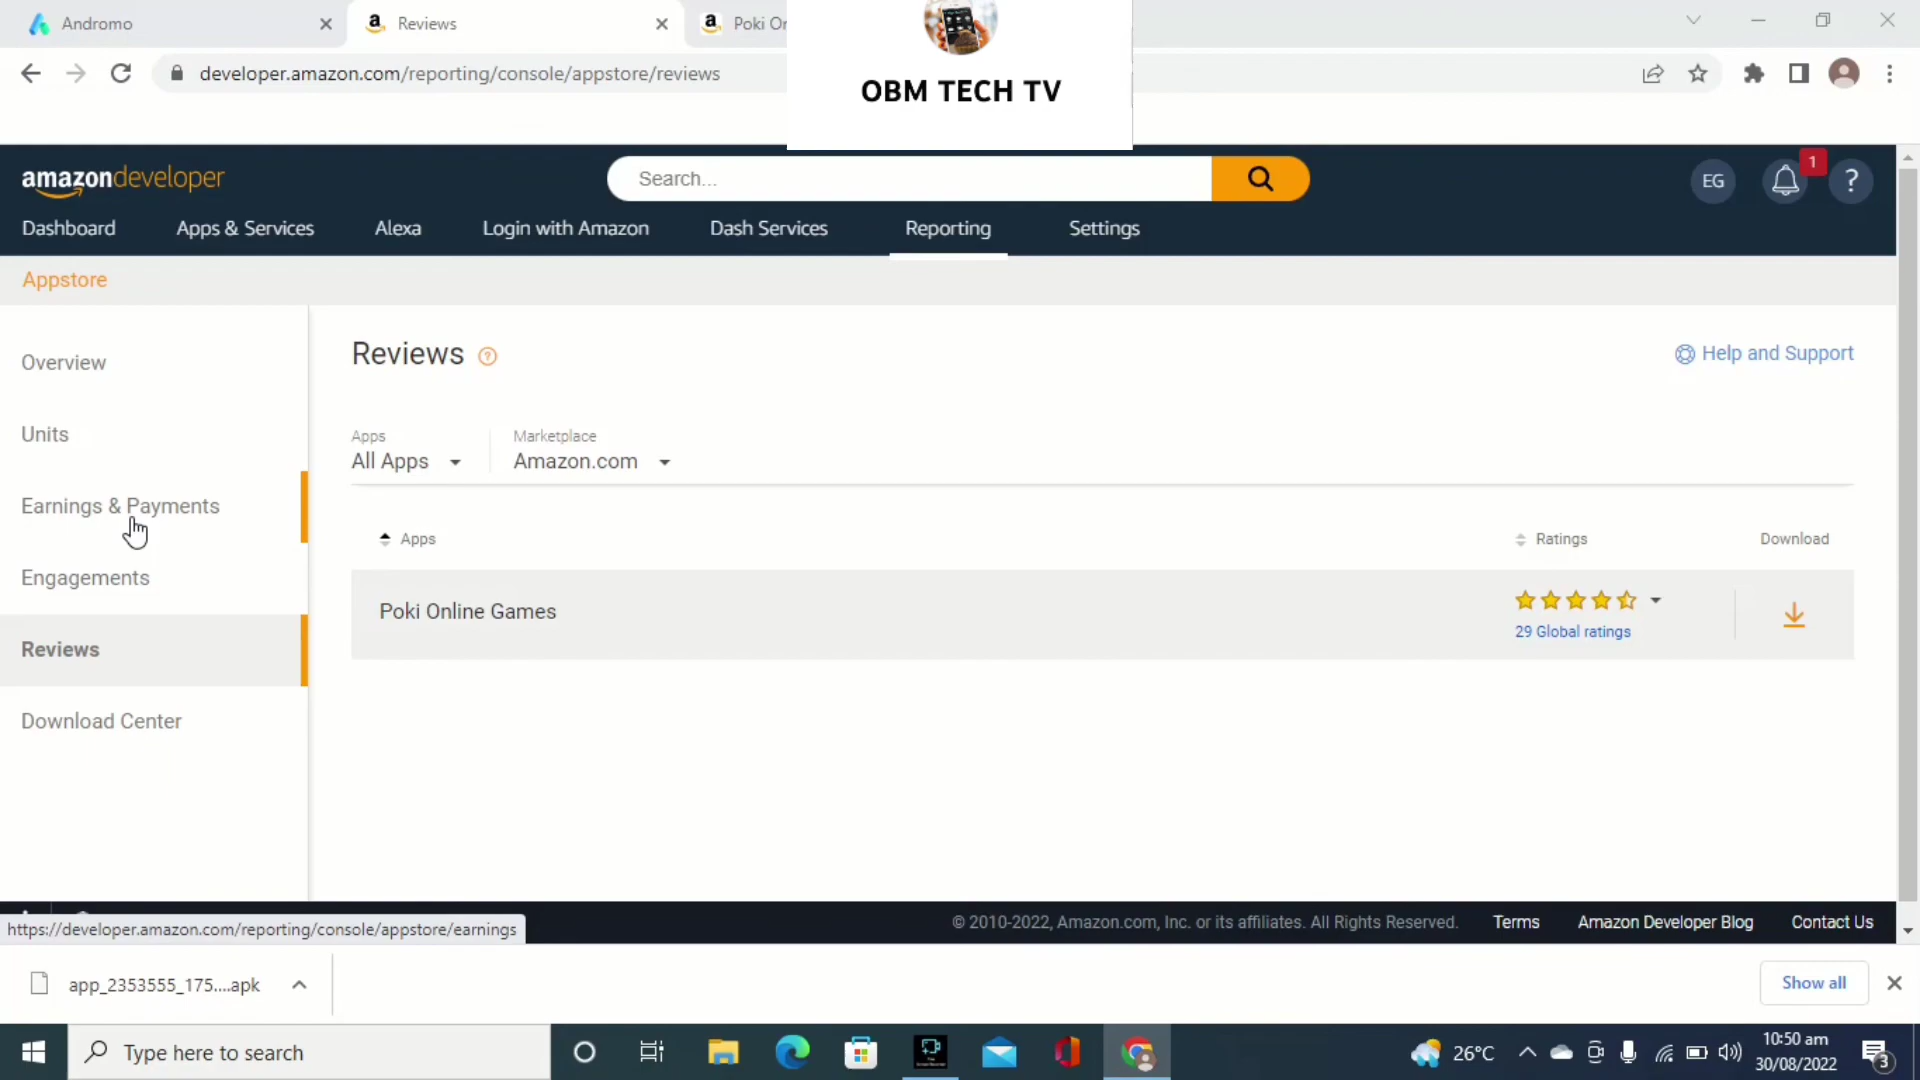 Andromo
Reviews
Poki Or
OBM TECH TV
developer.amazon.com/reporting/console/appstore/reviews
amazondeveloper
Search...
EG
1
?
Dashboard
Apps & Services
Alexa
Login with Amazon
Dash Services
Reporting
Settings
Appstore
Overview
Units
Earnings & Payments
Engagements
Reviews
Download Center
Reviews ?
Help and Support
Apps
All Apps
Marketplace
Amazon.com
Apps
Ratings
Download
Poki Online Games
29 Global ratings
https://developer.amazon.com/reporting/console/appstore/earnings
© 2010-2022, Amazon.com, Inc. or its affiliates. All Rights Reserved.
Terms
Amazon Developer Blog
Contact Us
app_2353555_175....apk
Show all
Type here to search
26°C
10:50 am
30/08/2022
3